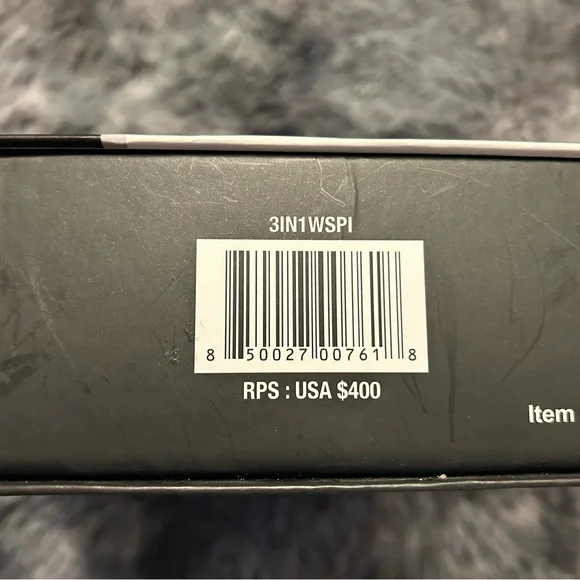 3IN1WSPI
8 50027 00761 8
RPS : USA $400
Item